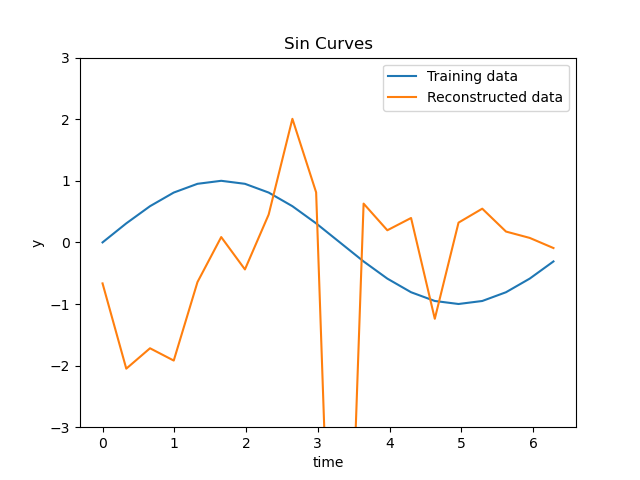 Sin Curves
Training data
Reconstructed data
3
2
1
0
−1
−2
−3
y
0 1 2 3 4 5 6
time